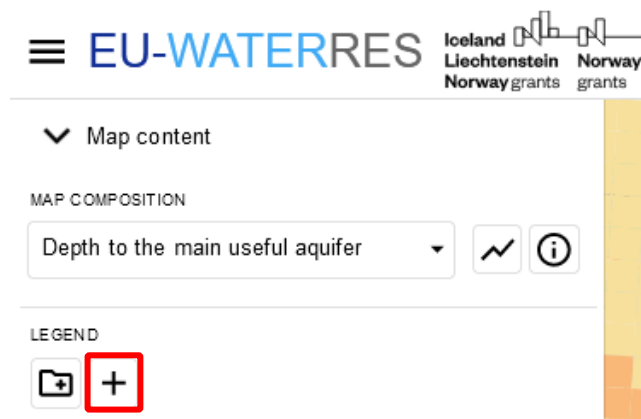 EU-WATERRES
Iceland
Liechtenstein Norway
Norway grants grants
Map content
MAP COMPOSITION
Depth to the main useful aquifer
LEGEND